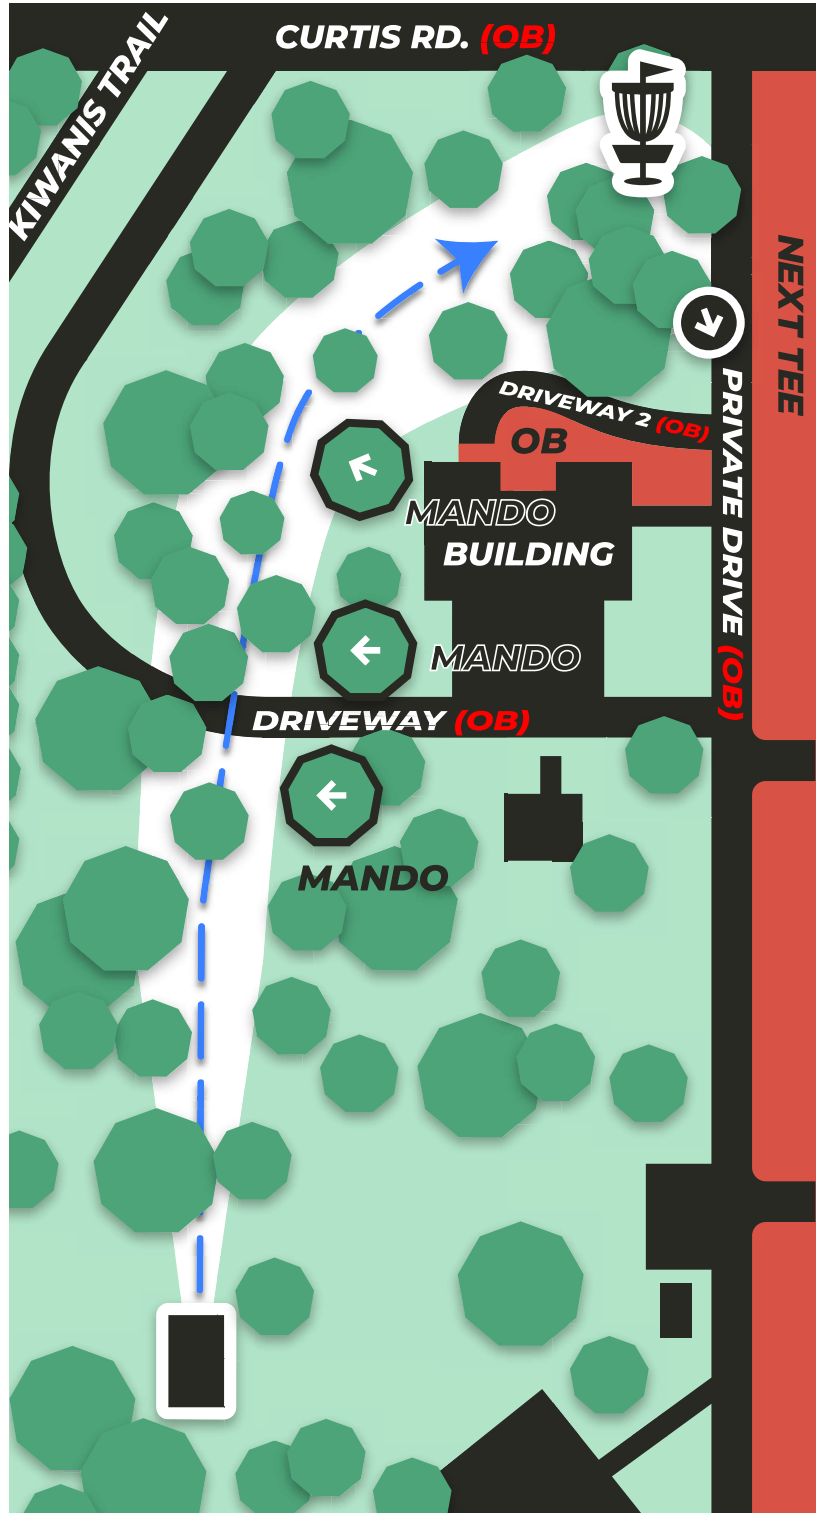 CURTIS RD. (OB)
KIWANIS TRAIL
NEXT TEE
DRIVEWAY 2 (OB)
PRIVATE DRIVE (OB)
OB
MANDO
BUILDING
MANDO
DRIVEWAY (OB)
MANDO